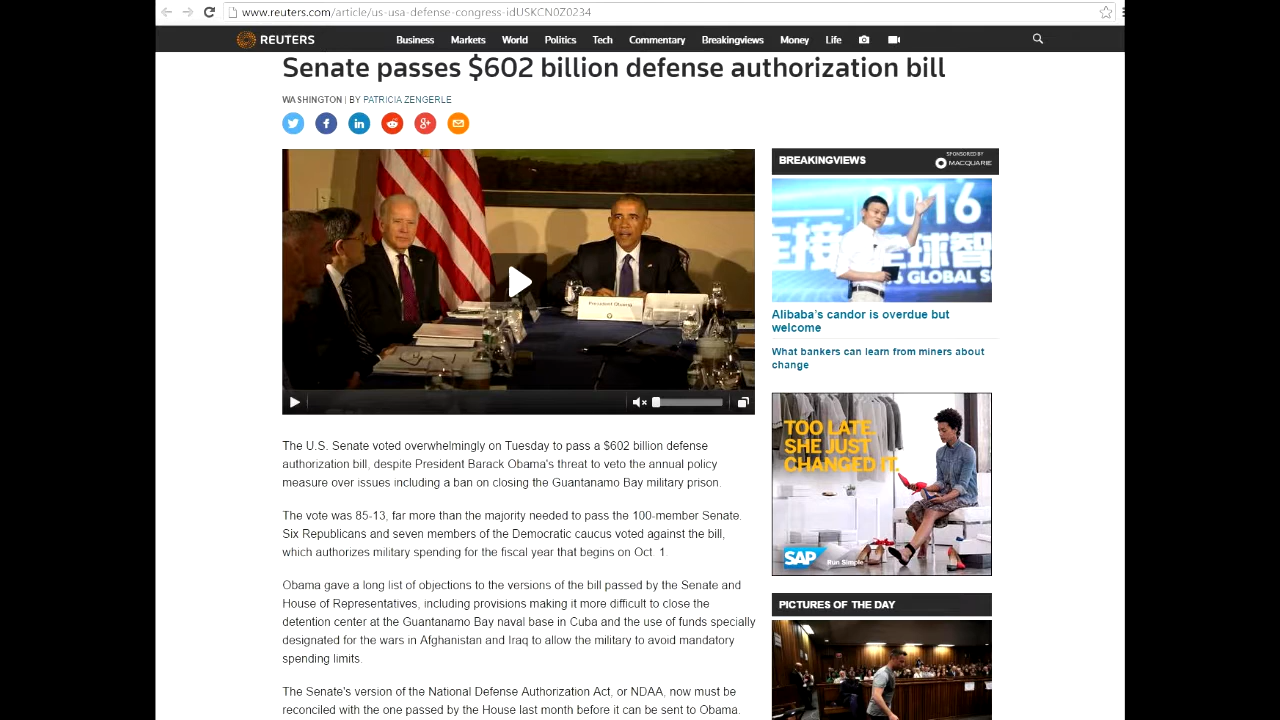 www.reuters.com/article/us-usa-defense-congress-idUSKCN0Z0234
REUTERS
Business Markets World Politics Tech Commentary Breakingviews Money Life
Senate passes $602 billion defense authorization bill
WASHINGTON | BY PATRICIA ZENGERLE
President Obama
The U.S. Senate voted overwhelmingly on Tuesday to pass a $602 billion defense
authorization bill, despite President Barack Obama's threat to veto the annual policy
measure over issues including a ban on closing the Guantanamo Bay military prison.
The vote was 85-13, far more than the majority needed to pass the 100-member Senate.
Six Republicans and seven members of the Democratic caucus voted against the bill,
which authorizes military spending for the fiscal year that begins on Oct. 1.
Obama gave a long list of objections to the versions of the bill passed by the Senate and
House of Representatives, including provisions making it more difficult to close the
detention center at the Guantanamo Bay naval base in Cuba and the use of funds specially
designated for the wars in Afghanistan and Iraq to allow the military to avoid mandatory
spending limits.
The Senate's version of the National Defense Authorization Act, or NDAA, now must be
reconciled with the one passed by the House last month before it can be sent to Obama.
BREAKINGVIEWS
SPONSORED BY
MACQUARIE
2016
连接
全球智
GLOBAL S
Alibaba's candor is overdue but
welcome
What bankers can learn from miners about
change
TOO LATE.
SHE JUST
CHANGED IT.
SAP Run Simple
PICTURES OF THE DAY